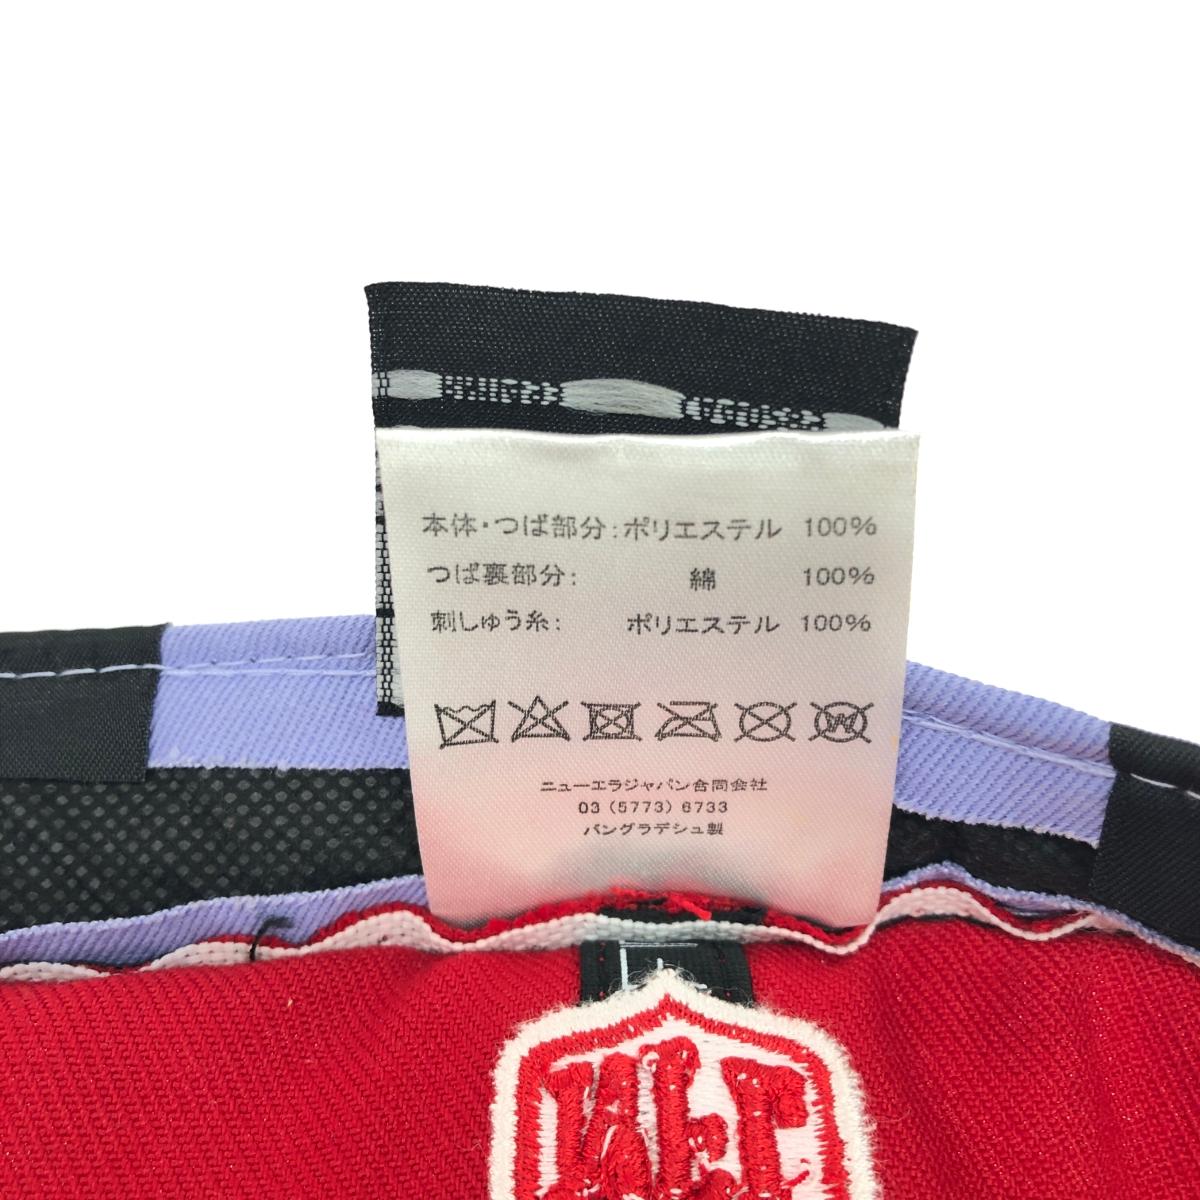 本体・つば部分：ポリエステル 100%
つば裏部分： 綿 100%
刺しゅう糸： ポリエステル 100%
ニューエラジャパン合同会社
03 (5773) 6733
バングラデシュ製